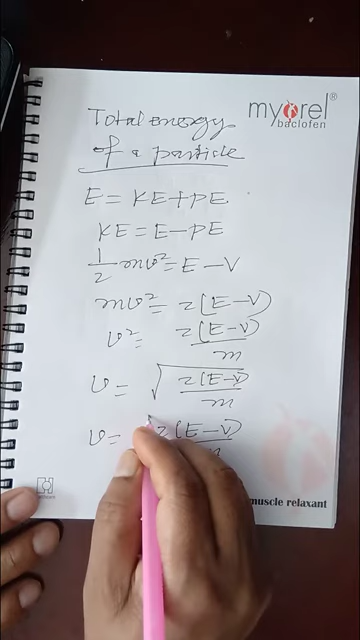 Total energy
of a particle
myorel®
baclofen
E = KE+PE
KE = E-PE
1/2 mv² = E-V
mv² = 2(E-V)
v² = 2(E-V)/m
v = √(2(E-V)/m)
v = √2(E-V)/m
muscle relaxant